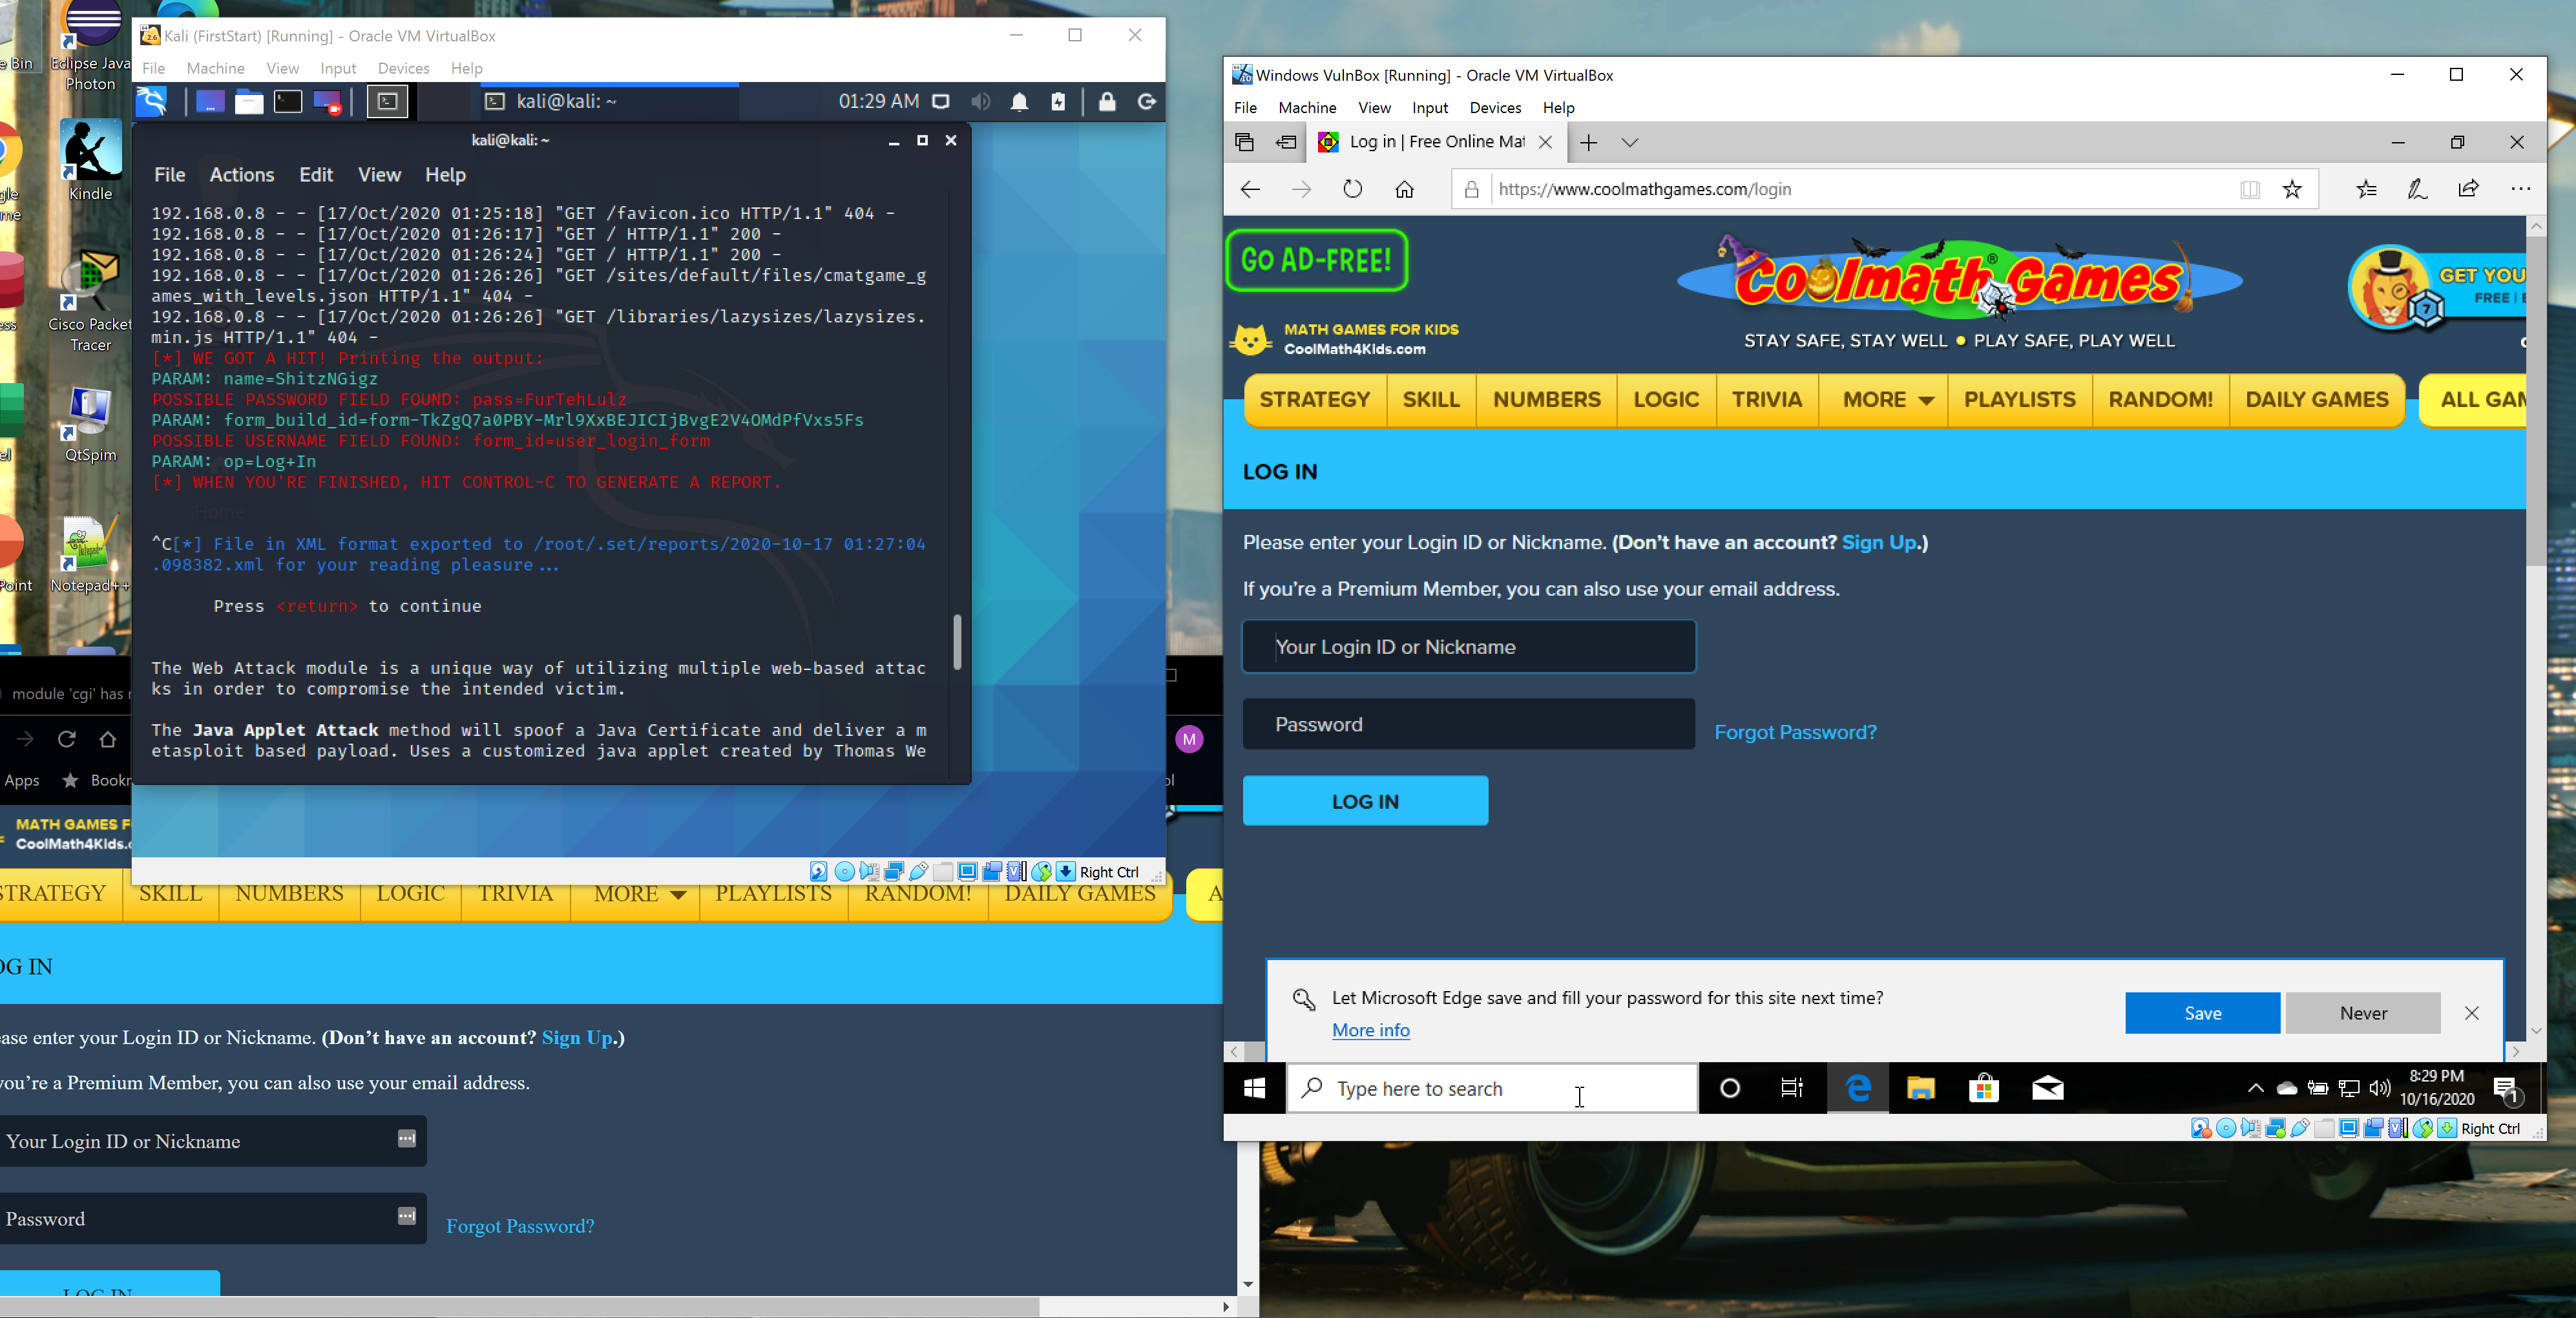 e Bin
Eclipse Java
Photon
Kindle
Cisco Packet
Tracer
QtSpim
Notepad++
Point
Kali (FirstStart) [Running] - Oracle VM VirtualBox
File Machine View Input Devices Help
kali@kali: ~
01:29 AM
kali@kali: ~
File Actions Edit View Help
192.168.0.8 - - [17/Oct/2020 01:25:18] "GET /favicon.ico HTTP/1.1" 404 -
192.168.0.8 - - [17/Oct/2020 01:26:17] "GET / HTTP/1.1" 200 -
192.168.0.8 - - [17/Oct/2020 01:26:24] "GET / HTTP/1.1" 200 -
192.168.0.8 - - [17/Oct/2020 01:26:26] "GET /sites/default/files/cmatgame_g
ames_with_levels.json HTTP/1.1" 404 -
192.168.0.8 - - [17/Oct/2020 01:26:26] "GET /libraries/lazysizes/lazysizes.
min.js HTTP/1.1" 404 -
[*] WE GOT A HIT! Printing the output:
PARAM: name=ShitzNGigz
POSSIBLE PASSWORD FIELD FOUND: pass=FurTehLulz
PARAM: form_build_id=form-TkZgQ7a0PBY-Mrl9XxBEJICIjBvgE2V4OMdPfVxs5Fs
POSSIBLE USERNAME FIELD FOUND: form_id=user_login_form
PARAM: op=Log+In
[*] WHEN YOU'RE FINISHED, HIT CONTROL-C TO GENERATE A REPORT.
Home
^C[*] File in XML format exported to /root/.set/reports/2020-10-17 01:27:04
.098382.xml for your reading pleasure...
Press <return> to continue
The Web Attack module is a unique way of utilizing multiple web-based attac
ks in order to compromise the intended victim.
The Java Applet Attack method will spoof a Java Certificate and deliver a m
etasploit based payload. Uses a customized java applet created by Thomas We
Right Ctrl
module 'cgi' has
M
Apps Bookr
MATH GAMES F
CoolMath4Kids.
STRATEGY SKILL NUMBERS LOGIC TRIVIA MORE PLAYLISTS RANDOM! DAILY GAMES A
OG IN
ase enter your Login ID or Nickname. (Don't have an account? Sign Up.)
you're a Premium Member, you can also use your email address.
Your Login ID or Nickname
Password
Forgot Password?
LOG IN
Windows VulnBox [Running] - Oracle VM VirtualBox
File Machine View Input Devices Help
Log in | Free Online Mat
https://www.coolmathgames.com/login
GO AD-FREE!
Coolmath® Games
GET YOU
FREE | E
7
MATH GAMES FOR KIDS
CoolMath4Kids.com
STAY SAFE, STAY WELL • PLAY SAFE, PLAY WELL
STRATEGY SKILL NUMBERS LOGIC TRIVIA MORE PLAYLISTS RANDOM! DAILY GAMES ALL GAM
LOG IN
Please enter your Login ID or Nickname. (Don't have an account? Sign Up.)
If you're a Premium Member, you can also use your email address.
Your Login ID or Nickname
Password
Forgot Password?
LOG IN
Let Microsoft Edge save and fill your password for this site next time?
More info
Save
Never
Type here to search
8:29 PM
10/16/2020
1
Right Ctrl